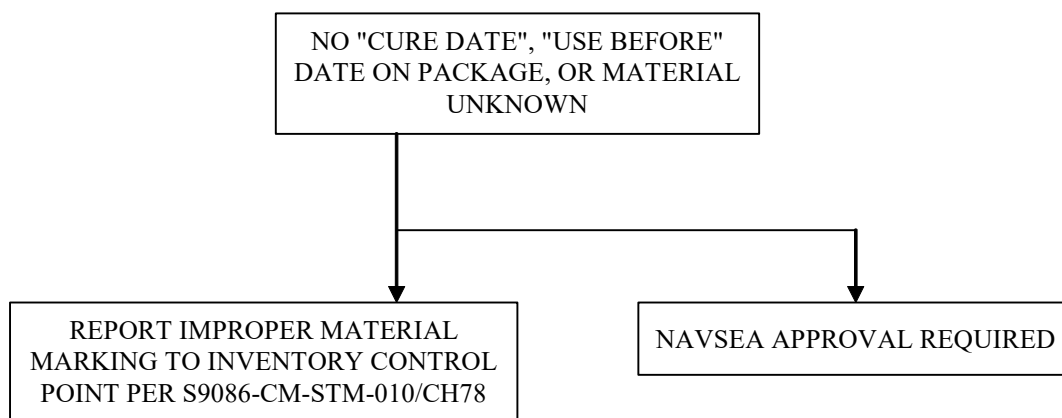 NO "CURE DATE", "USE BEFORE"
DATE ON PACKAGE, OR MATERIAL
UNKNOWN
REPORT IMPROPER MATERIAL
MARKING TO INVENTORY CONTROL
POINT PER S9086-CM-STM-010/CH78
NAVSEA APPROVAL REQUIRED